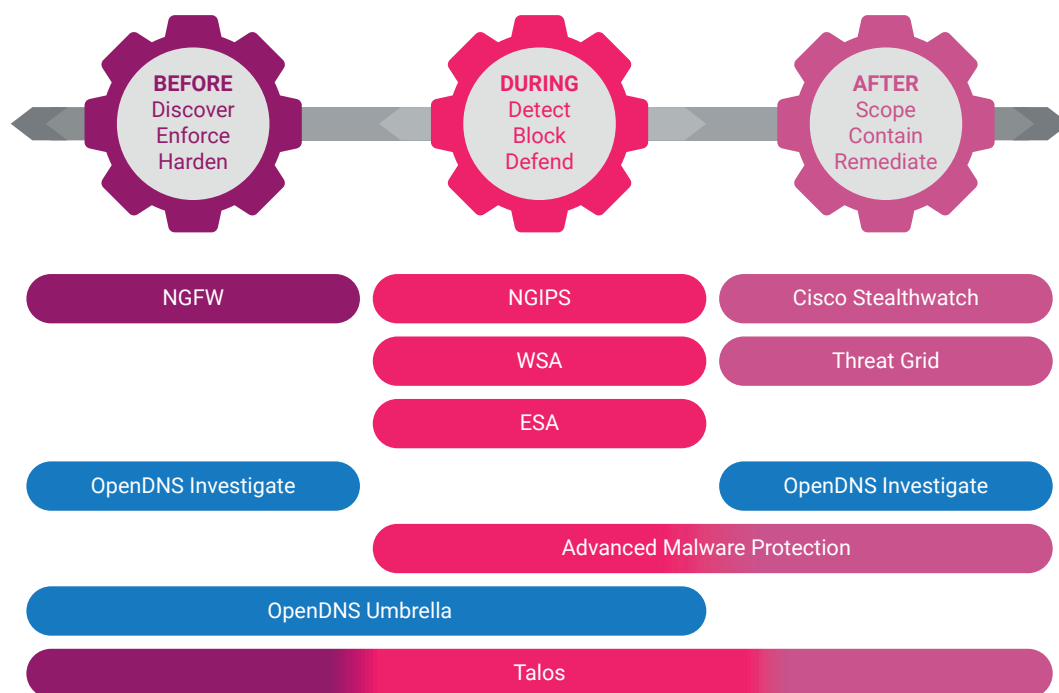 BEFORE
Discover
Enforce
Harden
DURING
Detect
Block
Defend
AFTER
Scope
Contain
Remediate
NGFW
NGIPS
Cisco Stealthwatch
WSA
Threat Grid
ESA
OpenDNS Investigate
OpenDNS Investigate
Advanced Malware Protection
OpenDNS Umbrella
Talos